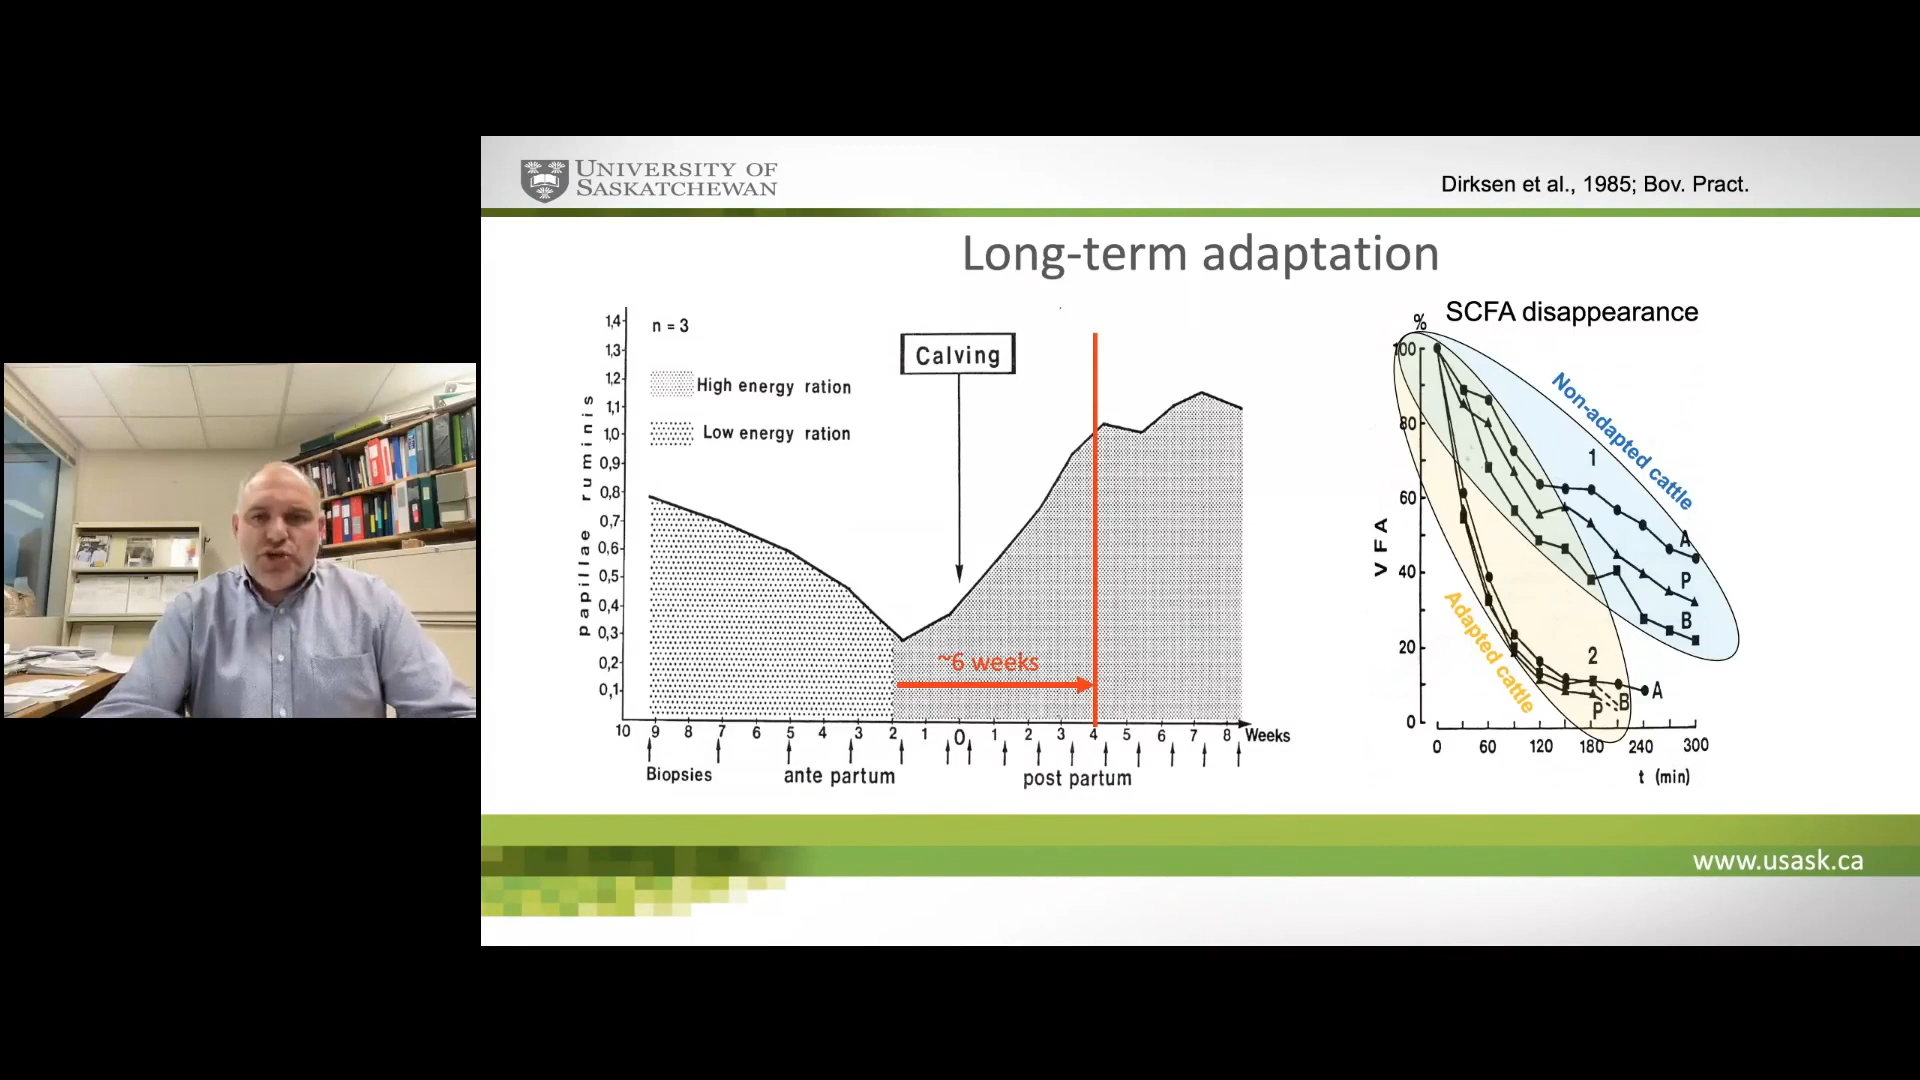 UNIVERSITY OF
SASKATCHEWAN
Dirksen et al., 1985; Bov. Pract.
Long-term adaptation
papillae ruminis
1,4
1,3
1,2
1,1
1,0
0,9
0,8
0,7
0,6
0,5
0,4
0,3
0,2
0,1
n = 3
High energy ration
Low energy ration
Calving
~6 weeks
10 9 8 7 6 5 4 3 2 1 0 1 2 3 4 5 6 7 8 Weeks
Biopsies ante partum post partum
SCFA disappearance
%
VFA
100
80
60
40
20
0
Non-adapted cattle
1
A
P
B
Adapted cattle
2
A
B
P
0 60 120 180 240 300
t (min)
www.usask.ca